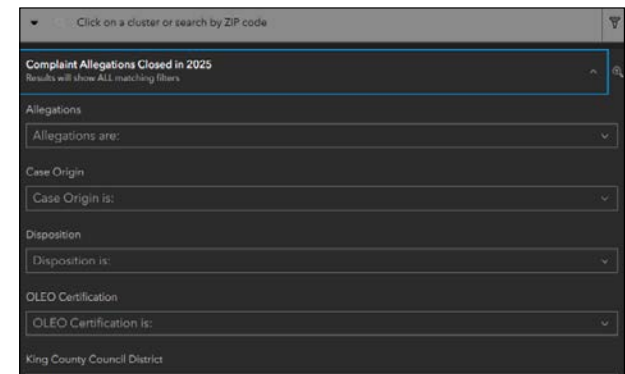 Click on a cluster or search by ZIP code
Complaint Allegations Closed in 2025
Results will show ALL matching filters
Allegations
Allegations are:
Case Origin
Case Origin is:
Disposition
Disposition is:
OLEO Certification
OLEO Certification is:
King County Council District